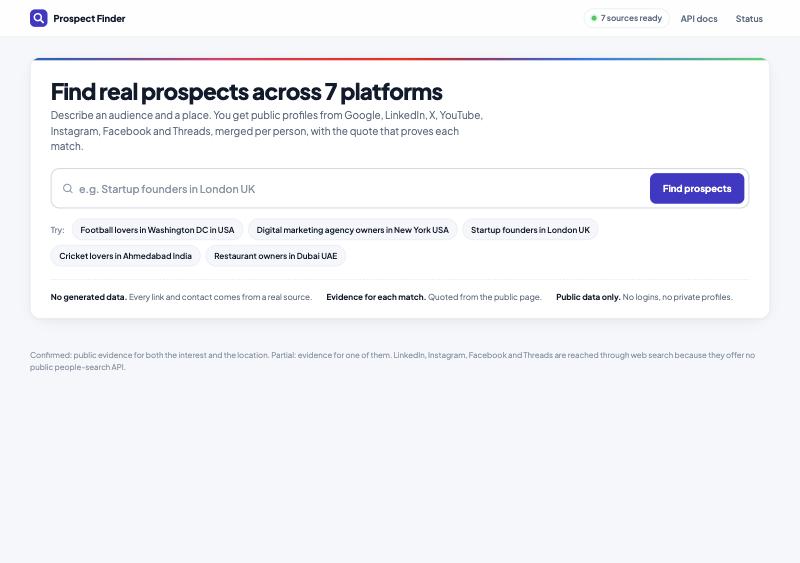 Prospect Finder
7 sources ready
API docs
Status
Find real prospects across 7 platforms
Describe an audience and a place. You get public profiles from Google, LinkedIn, X, YouTube,
Instagram, Facebook and Threads, merged per person, with the quote that proves each
match.
e.g. Startup founders in London UK
Find prospects
Try:
Football lovers in Washington DC in USA
Digital marketing agency owners in New York USA
Startup founders in London UK
Cricket lovers in Ahmedabad India
Restaurant owners in Dubai UAE
No generated data. Every link and contact comes from a real source.
Evidence for each match. Quoted from the public page.
Public data only. No logins, no private profiles.
Confirmed: public evidence for both the interest and the location. Partial: evidence for one of them. LinkedIn, Instagram, Facebook and Threads are reached through web search because they offer no
public people-search API.